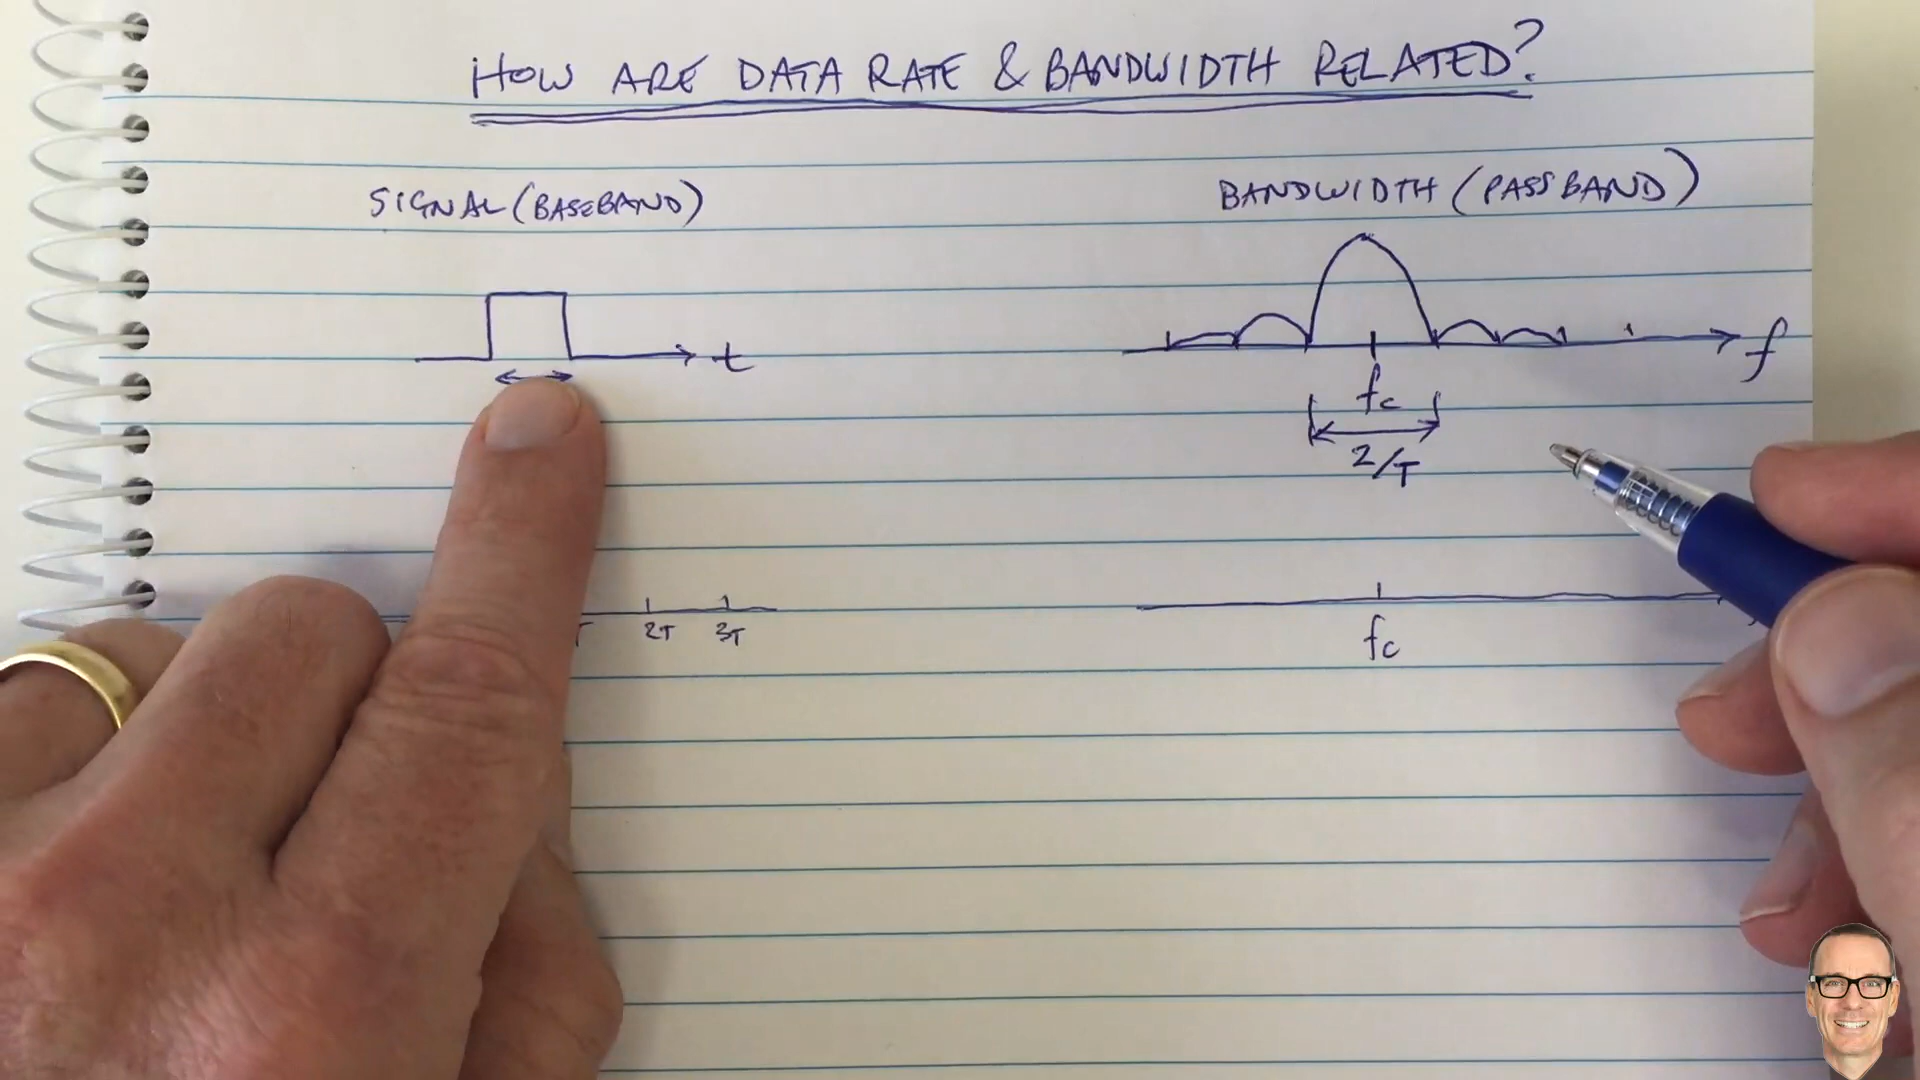 HOW ARE DATA RATE & BANDWIDTH RELATED?
SIGNAL (BASEBAND)
BANDWIDTH (PASSBAND)
t
f
fc
2/T
T 2T 3T
fc